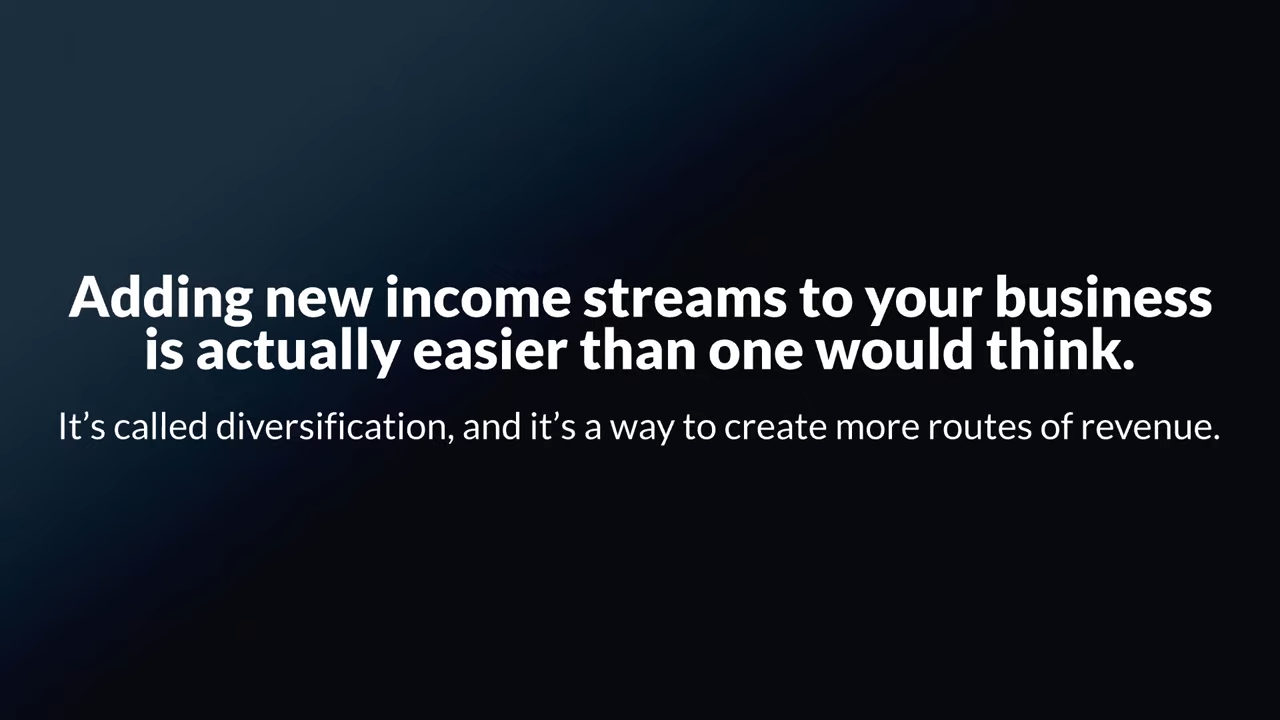 Adding new income streams to your business
is actually easier than one would think.
It’s called diversification, and it’s a way to create more routes of revenue.